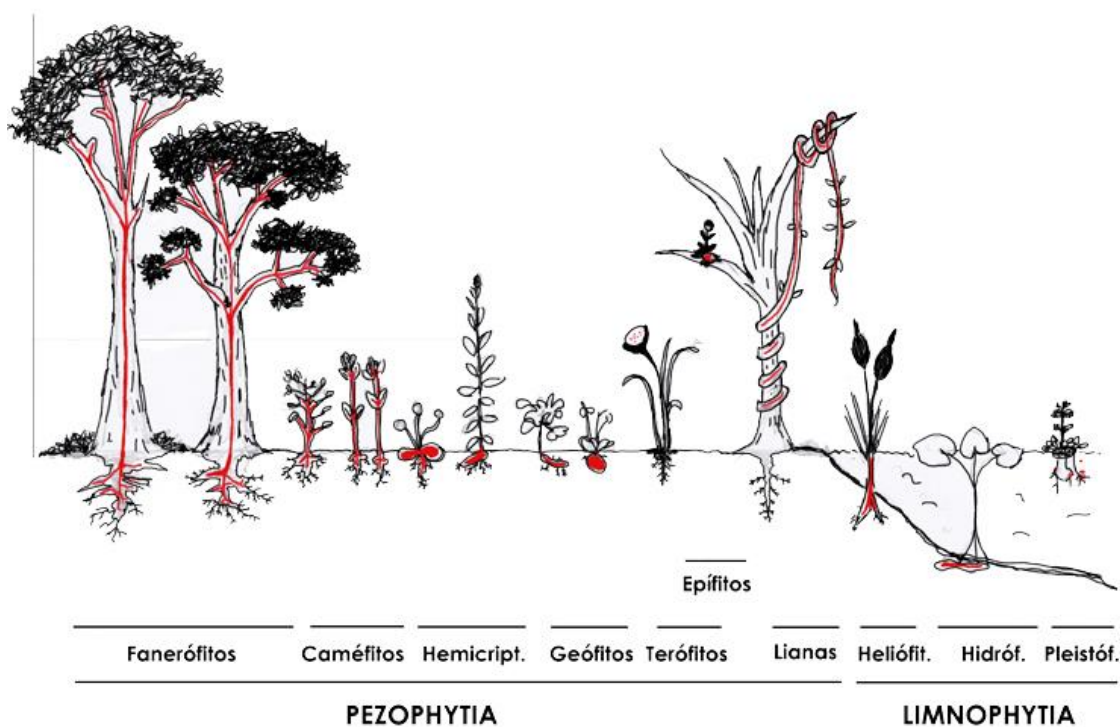 Epífitos
Fanerófitos Caméfitos Hemicript. Geófitos Terófitos Lianas Heliófit. Hidróf. Pleistóf.
PEZOPHYTIA LIMNOPHYTIA